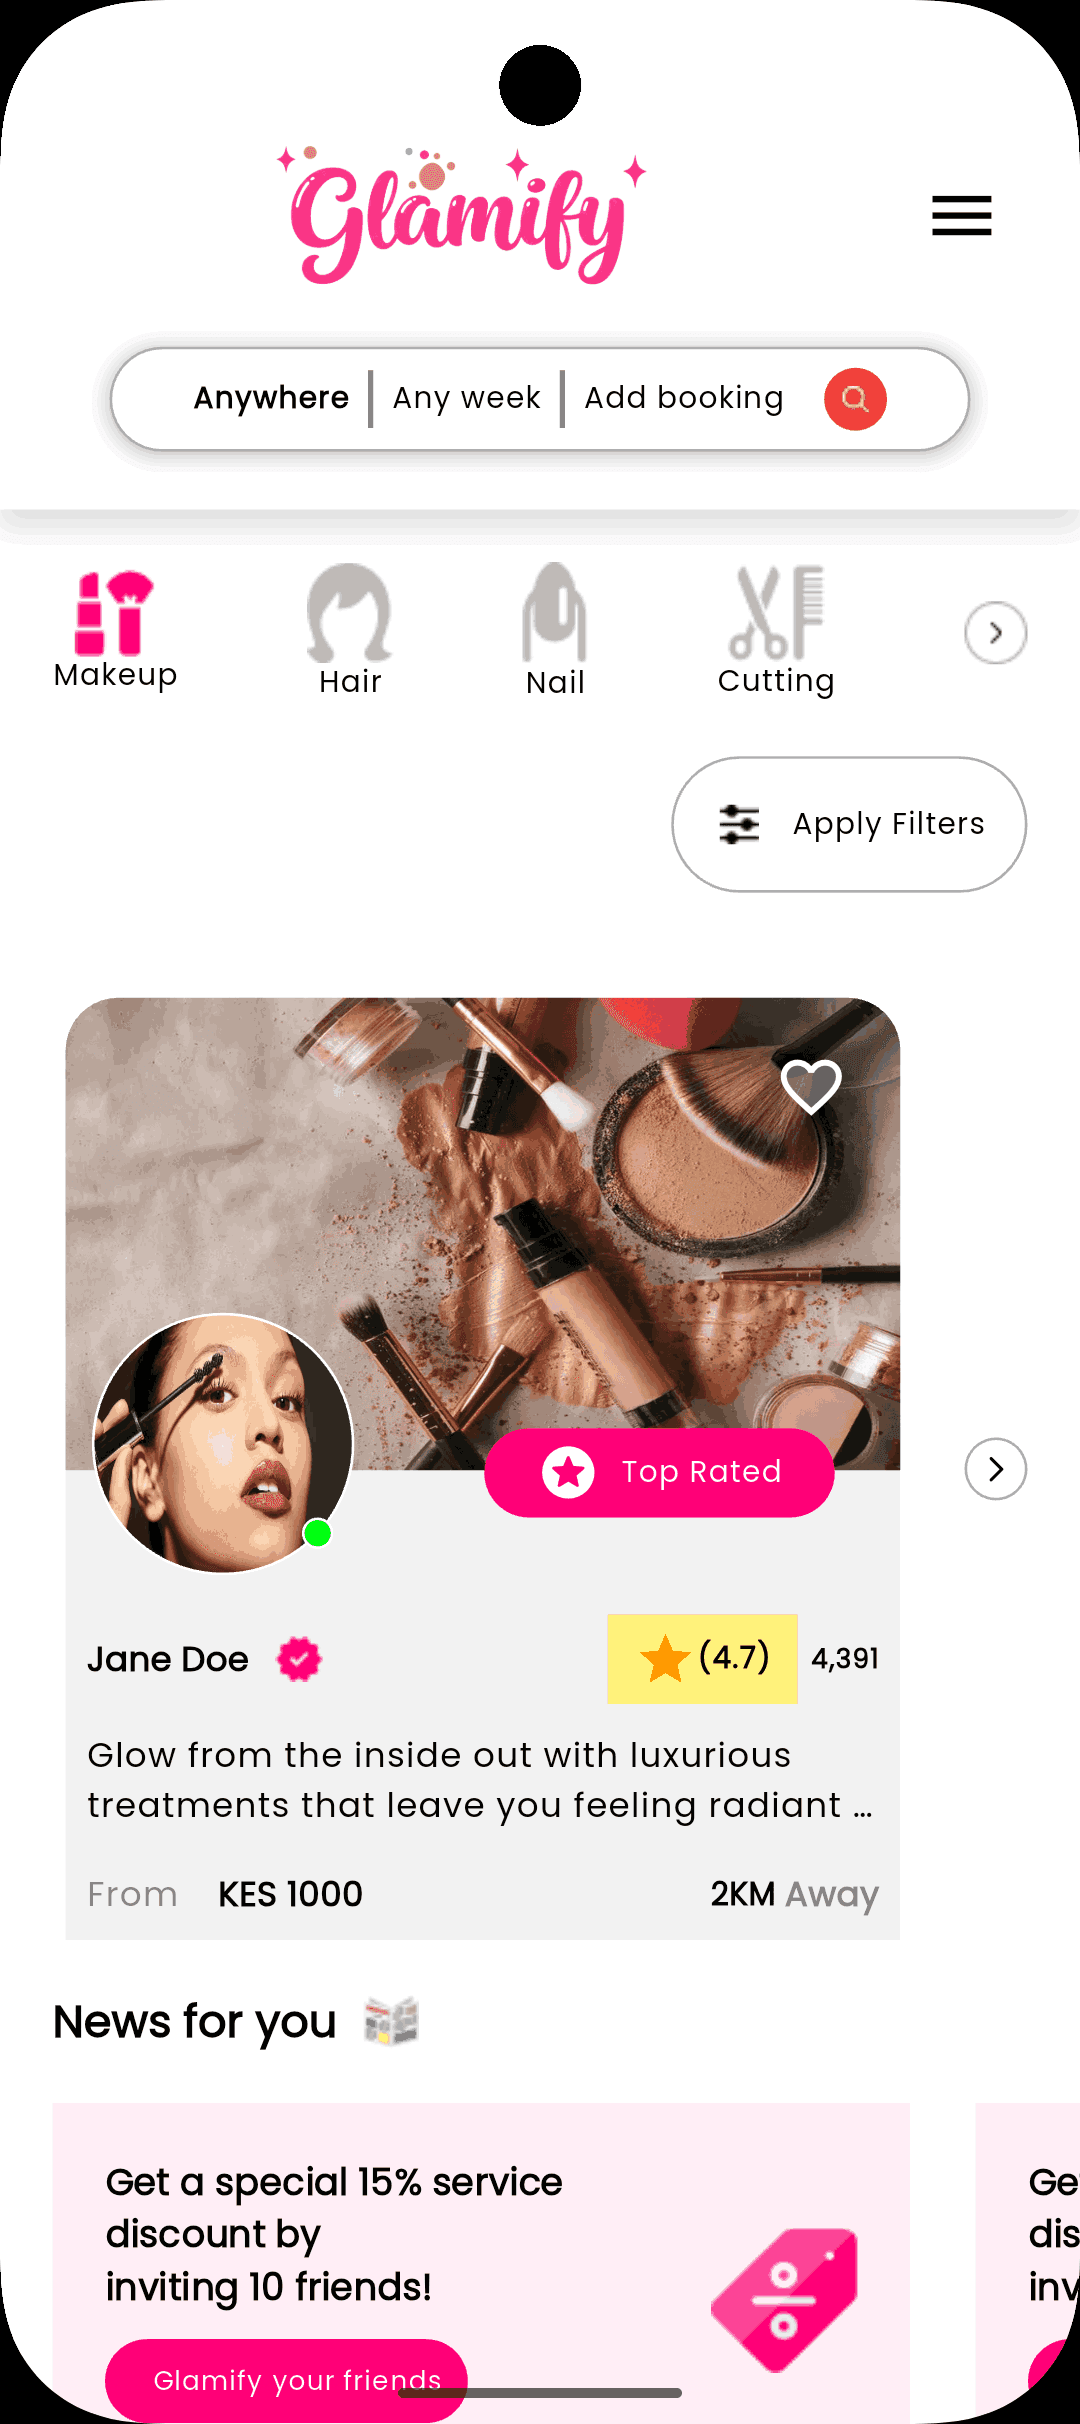 Glamify
Anywhere | Any week | Add booking
Makeup
Hair
Nail
Cutting
Apply Filters
Top Rated
Jane Doe
(4.7) 4,391
Glow from the inside out with luxurious
treatments that leave you feeling radiant ...
From KES 1000
2KM Away
News for you
Get a special 15% service
discount by
inviting 10 friends!
Glamify your friends
Ge
dis
inv